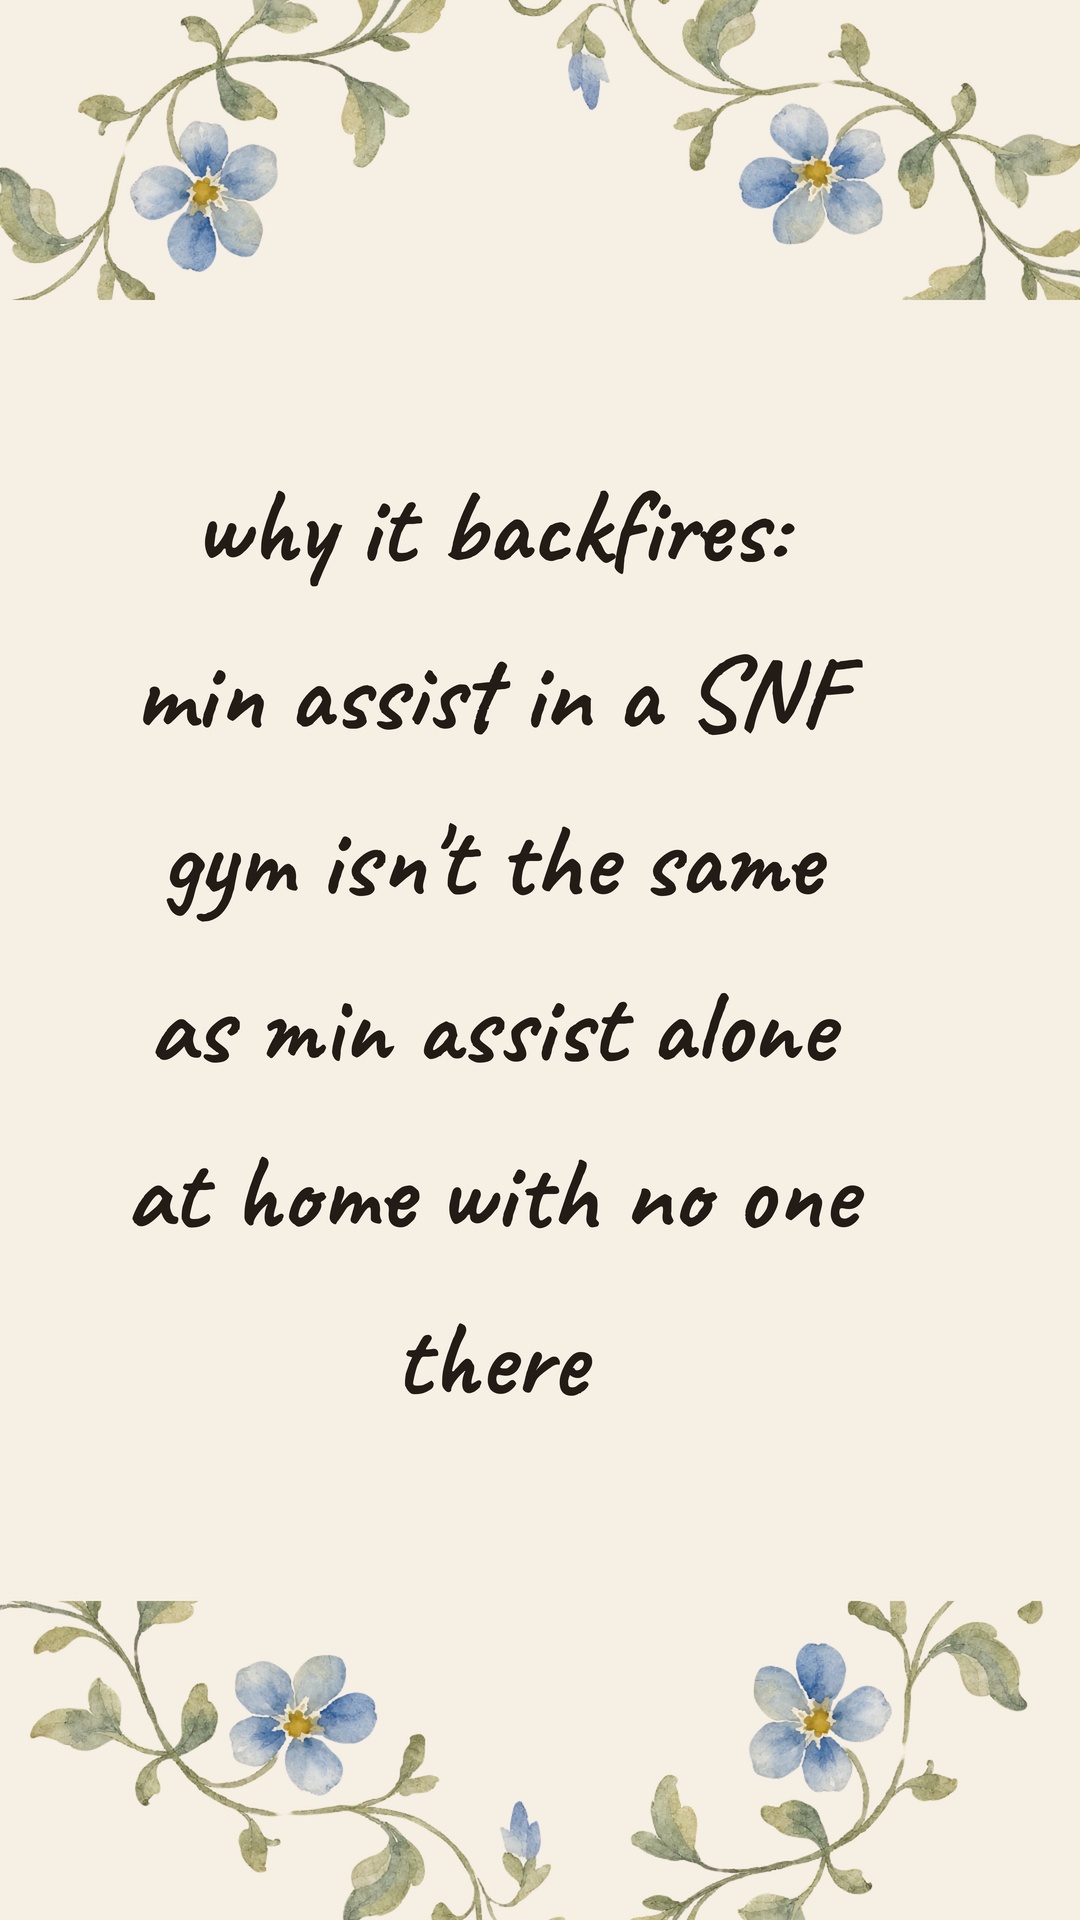 why it backfires:
min assist in a SNF
gym isn't the same
as min assist alone
at home with no one
there